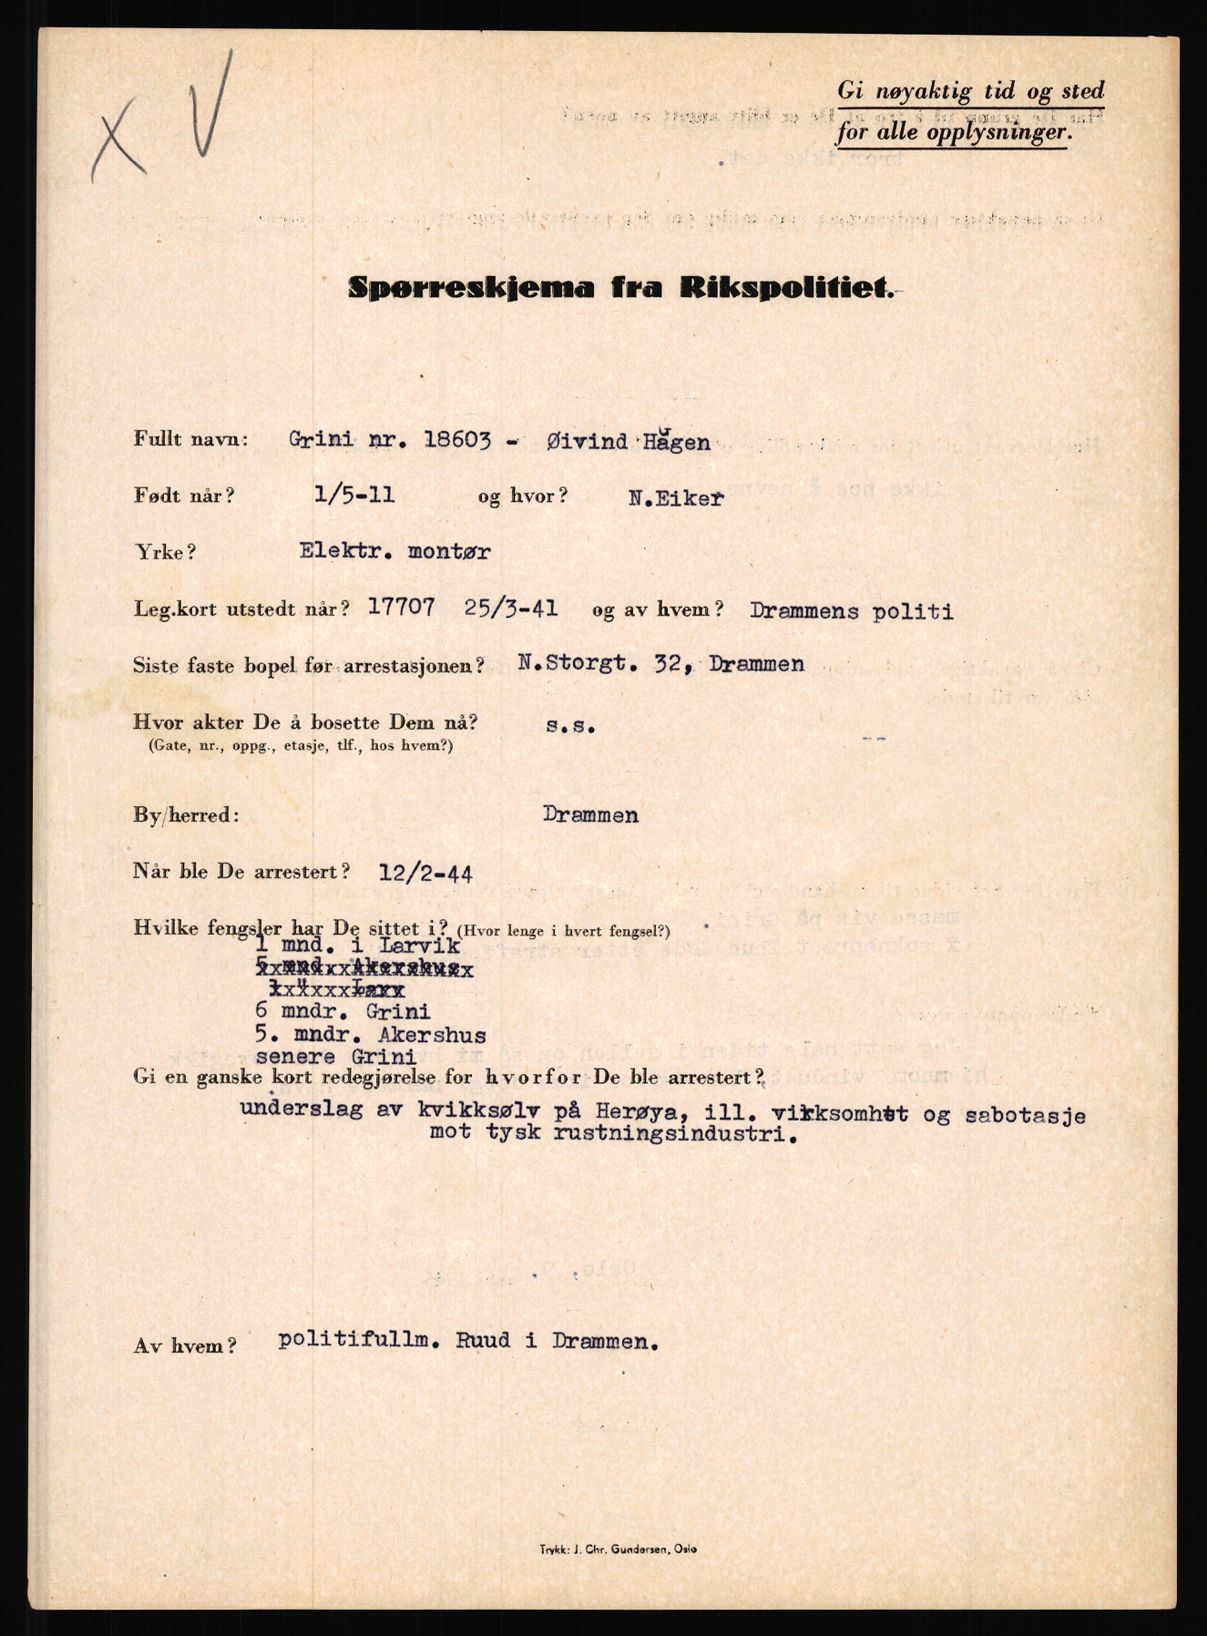 X V
Gi nøyaktig tid og sted
for alle opplysninger.
Spørreskjema fra Rikspolitiet.
Fullt navn: Grini nr. 18603 - Øivind Hagen
Født når? 1/5-11 og hvor? N.Eiker
Yrke? Elektr. montør
Leg.kort utstedt når? 17707 25/3-41 og av hvem? Drammens politi
Siste faste bopel før arrestasjonen? N.Storgt. 32, Drammen
Hvor akter De å bosette Dem nå? s.s.
(Gate, nr., oppg., etasje, tlf., hos hvem?)
By/herred: Drammen
Når ble De arrestert? 12/2-44
Hvilke fengsler har De sittet i? (Hvor lenge i hvert fengsel?)
1 mnd. i Larvik
5 mnd. Akershus
6 mndr. Grini
5. mndr. Akershus
senere Grini
Gi en ganske kort redegjørelse for hvorfor De ble arrestert?
underslag av kvikksølv på Herøya, ill. virksomhet og sabotasje
mot tysk rustningsindustri.
Av hvem? politifullm. Ruud i Drammen.
Trykk: J. Chr. Gundersen, Oslo